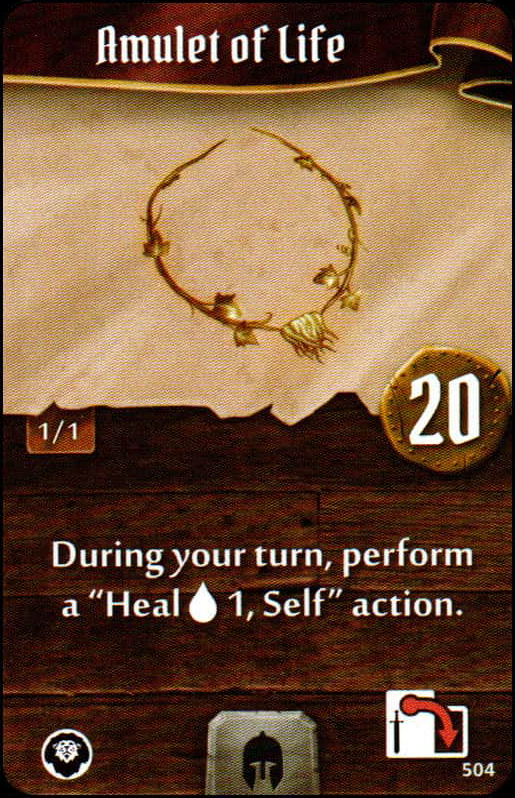 Amulet of Life
1/1
20
During your turn, perform
a “Heal 1, Self” action.
504